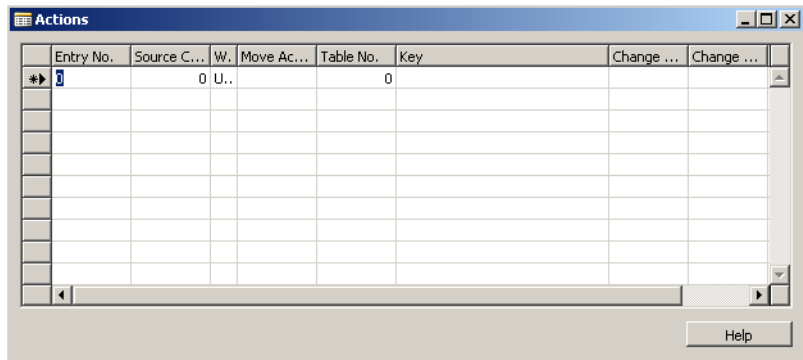 Actions
Entry No. Source C... W. Move Ac... Table No. Key Change ... Change ...
0 0 U.. 0
Help